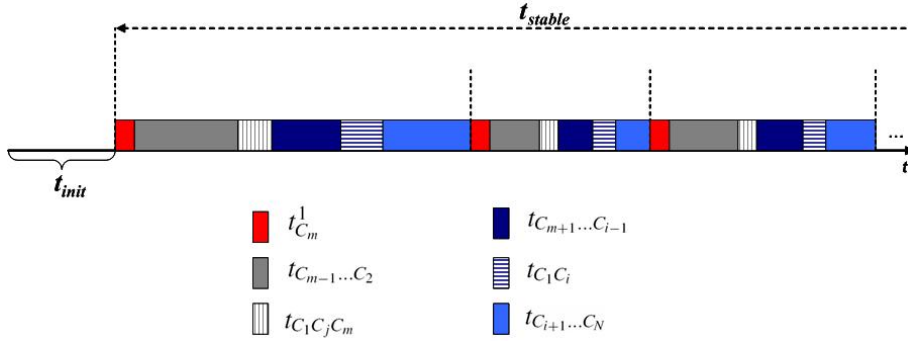 t_stable
...
t
t_init
t^1_{C_m}
t_{C_{m+1}...C_{i-1}}
t_{C_{m-1}...C_2}
t_{C_1C_i}
t_{C_1C_jC_m}
t_{C_{i+1}...C_N}